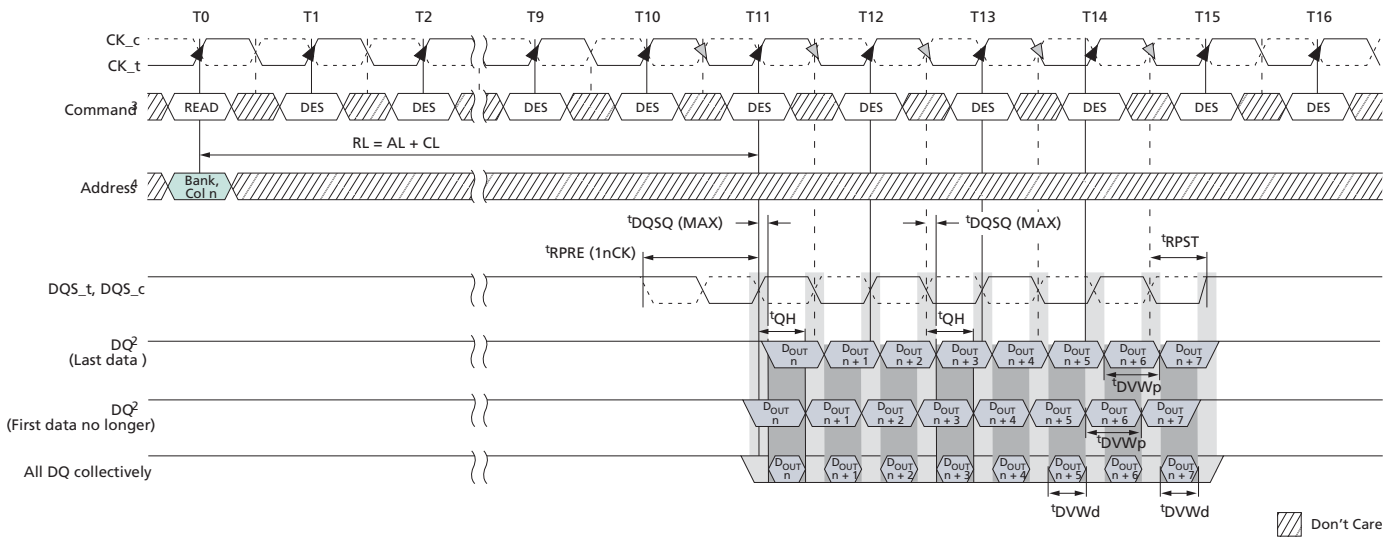 T0 T1 T2 T9 T10 T11 T12 T13 T14 T15 T16
CK_c
CK_t
Command3 READ DES DES DES DES DES DES DES DES DES DES
RL = AL + CL
Address4 Bank,
Col n
tDQSQ (MAX) tDQSQ (MAX)
tRPRE (1nCK) tRPST
DQS_t, DQS_c
tQH tQH
DQ2
(Last data )
DOUT n DOUT n + 1 DOUT n + 2 DOUT n + 3 DOUT n + 4 DOUT n + 5 DOUT n + 6 DOUT n + 7
tDVWp
DQ2
(First data no longer)
DOUT n DOUT n + 1 DOUT n + 2 DOUT n + 3 DOUT n + 4 DOUT n + 5 DOUT n + 6 DOUT n + 7
tDVWp
All DQ collectively
DOUT n DOUT n + 1 DOUT n + 2 DOUT n + 3 DOUT n + 4 DOUT n + 5 DOUT n + 6 DOUT n + 7
tDVWd tDVWd
Don't Care